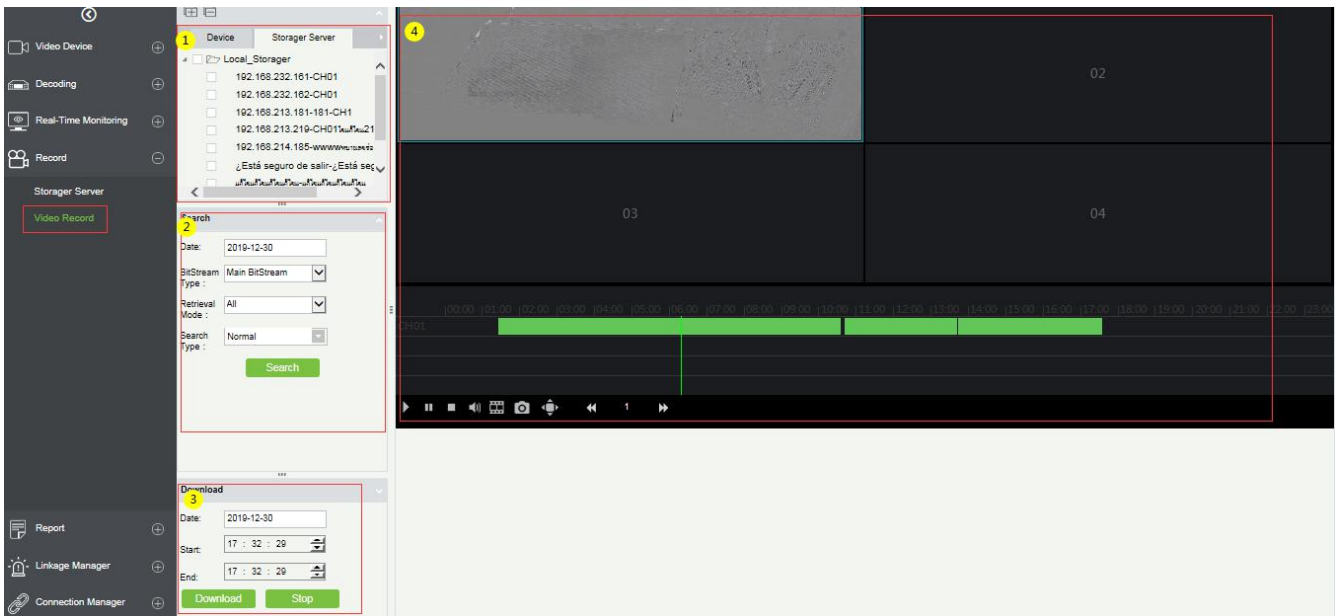 Video Device
Decoding
Real-Time Monitoring
Record
Storager Server
Video Record
Report
Linkage Manager
Connection Manager
1
Device
Storager Server
Local_Storager
192.168.232.161-CH01
192.168.232.162-CH01
192.168.213.181-181-CH1
192.168.213.219-CH01
192.168.214.185-wwww
¿Está seguro de salir-¿Está seg
2
Search
Date:
2019-12-30
BitStream Type :
Main BitStream
Retrieval Mode :
All
Search Type :
Normal
Search
3
Download
Date:
2019-12-30
Start:
17 : 32 : 29
End:
17 : 32 : 29
Download
Stop
4
02
03
04
|00:00 |01:00 |02:00 |03:00 |04:00 |05:00 |06:00 |07:00 |08:00 |09:00 |10:00 |11:00 |12:00 |13:00 |14:00 |15:00 |16:00 |17:00 |18:00 |19:00 |20:00 |21:00 |22:00 |23:00
CH01
1